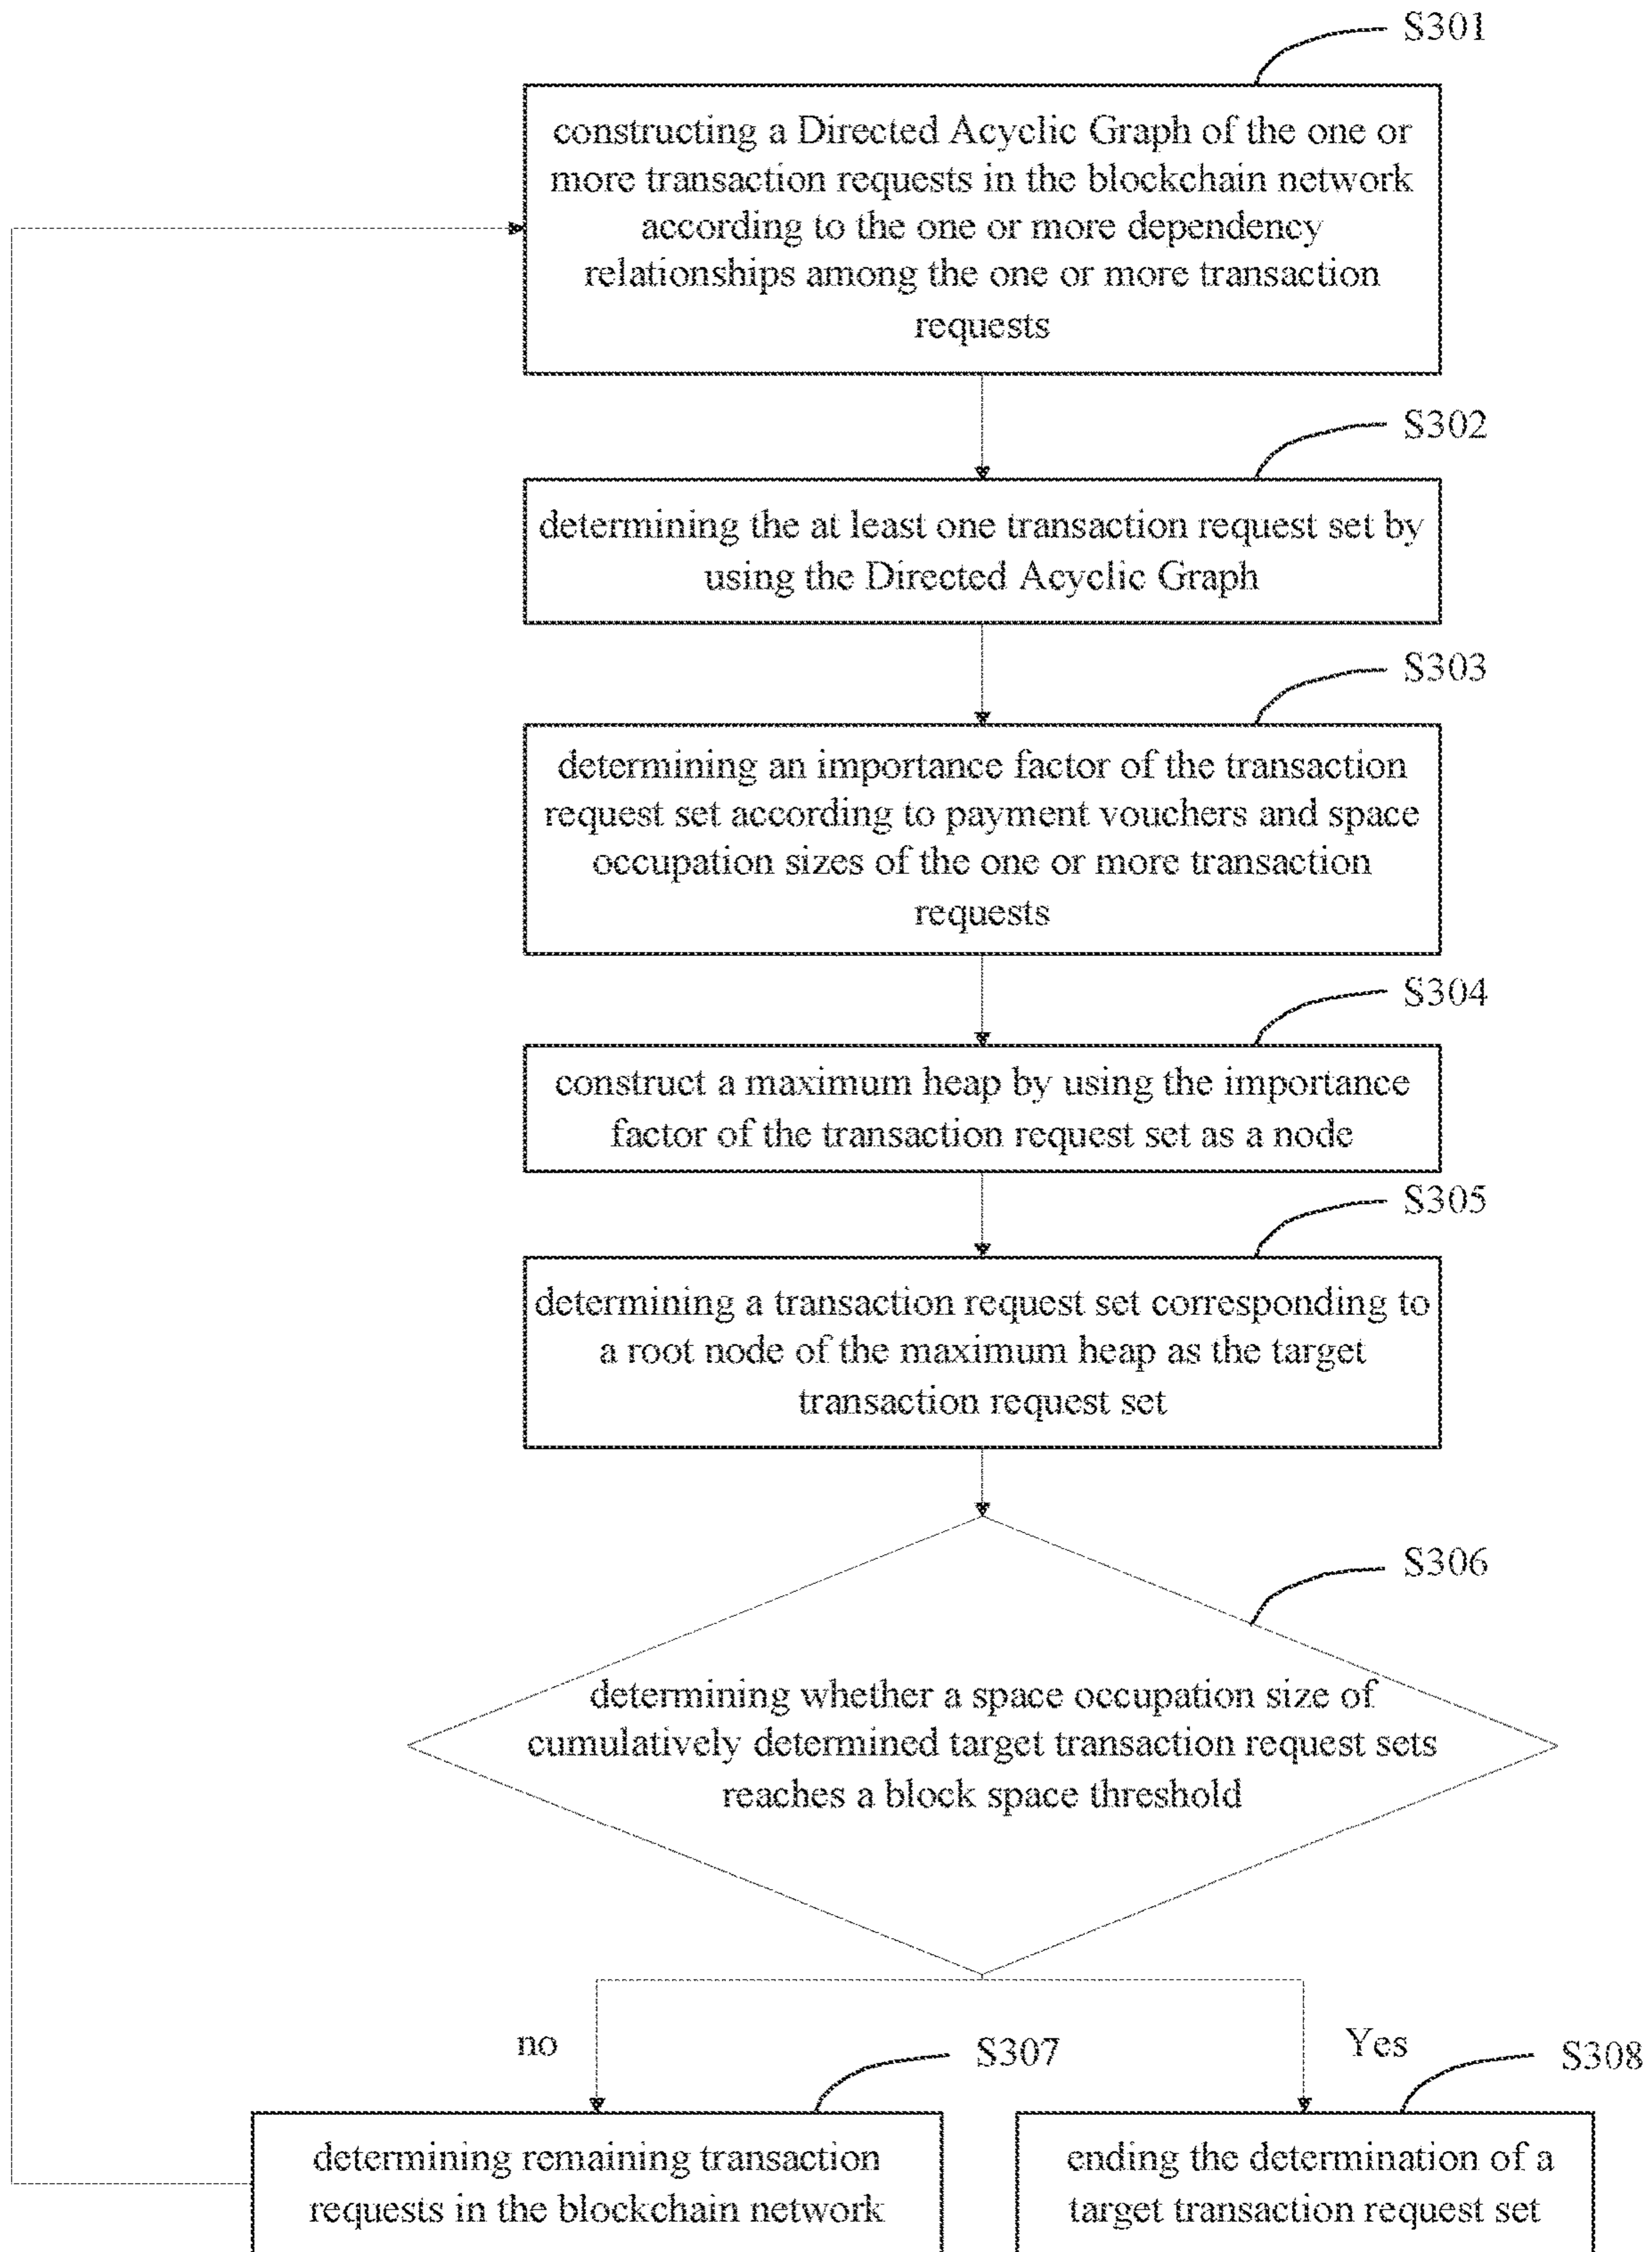 S301
constructing a Directed Acyclic Graph of the one or
more transaction requests in the blockchain network
according to the one or more dependency
relationships among the one or more transaction
requests
S302
determining the at least one transaction request set by
using the Directed Acyclic Graph
S303
determining an importance factor of the transaction
request set according to payment vouchers and space
occupation sizes of the one or more transaction
requests
S304
construct a maximum heap by using the importance
factor of the transaction request set as a node
S305
determining a transaction request set corresponding to
a root node of the maximum heap as the target
transaction request set
S306
determining whether a space occupation size of
cumulatively determined target transaction request sets
reaches a block space threshold
no
S307
Yes
S308
determining remaining transaction
requests in the blockchain network
ending the determination of a
target transaction request set